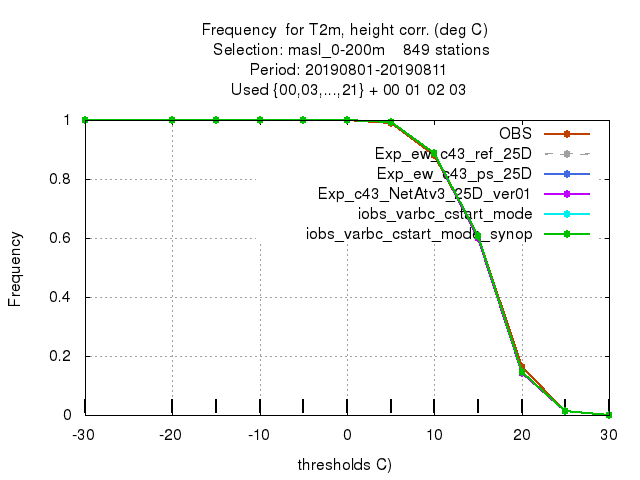 Frequency  for T2m, height corr. (deg C)
Selection: masl_0-200m    849 stations
Period: 20190801-20190811
Used {00,03,...,21} + 00 01 02 03
OBS
Exp_ew_c43_ref_25D
Exp_ew_c43_ps_25D
Exp_c43_NetAtv3_25D_ver01
iobs_varbc_cstart_mode
iobs_varbc_cstart_mode_synop
1
0.8
0.6
0.4
0.2
0
Frequency
-30 -20 -10 0 10 20 30
thresholds C)